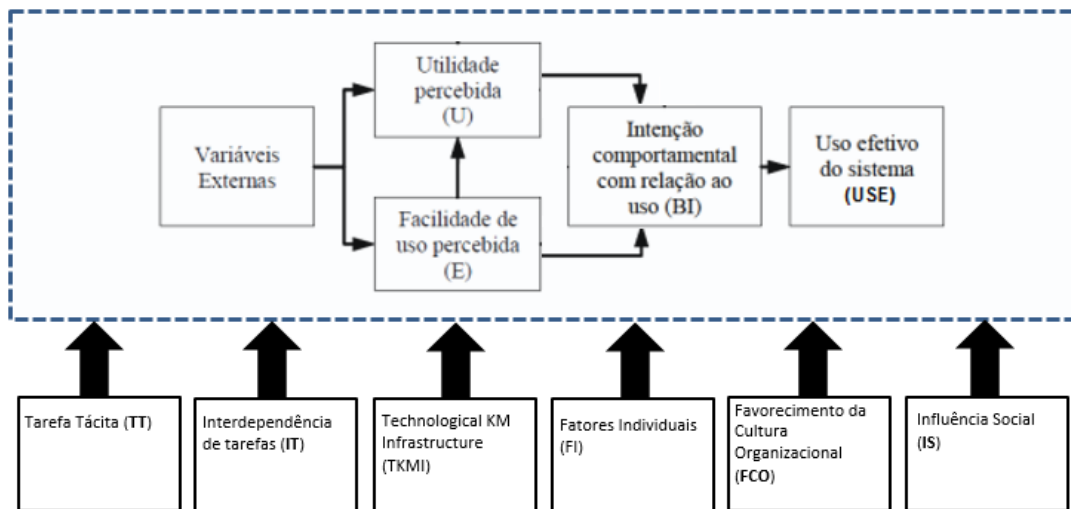 Utilidade
percebida
(U)
Variáveis
Externas
Intenção
comportamental
com relação ao
uso (BI)
Uso efetivo
do sistema
(USE)
Facilidade de
uso percebida
(E)
Tarefa Tácita (TT)
Interdependência
de tarefas (IT)
Technological KM
Infrastructure
(TKMI)
Fatores Individuais
(FI)
Favorecimento da
Cultura
Organizacional
(FCO)
Influência Social
(IS)